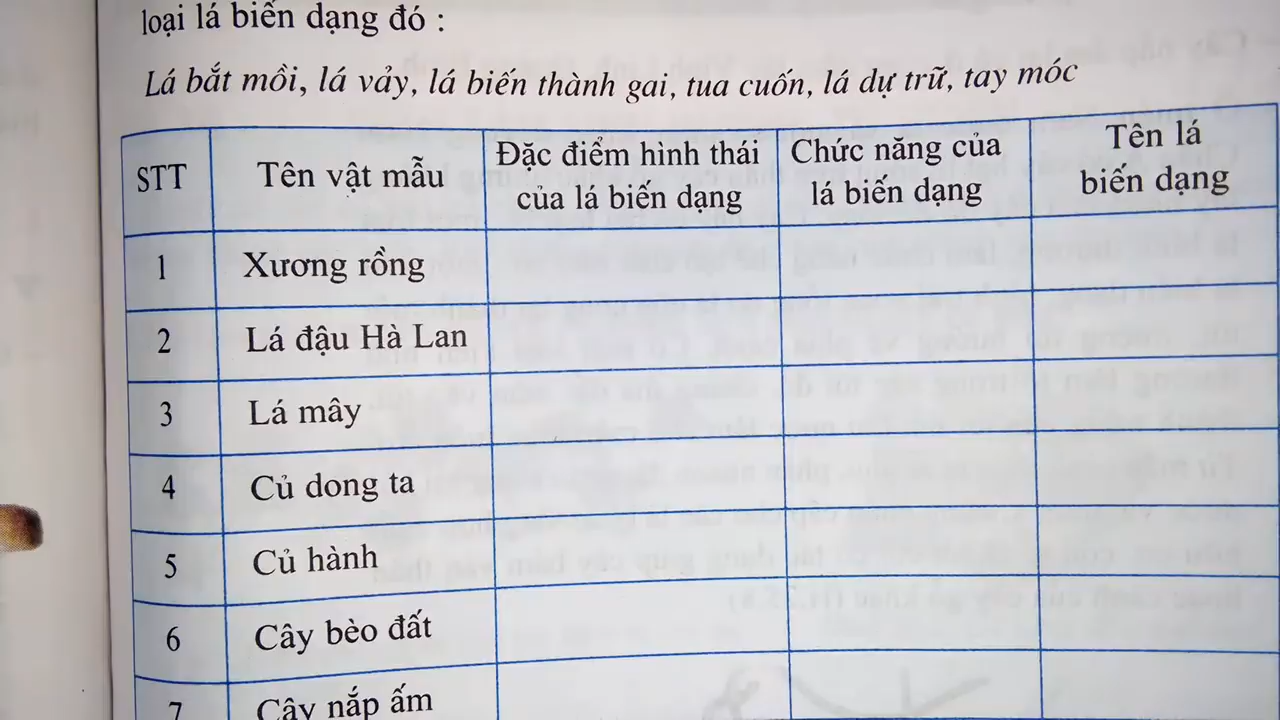 loại lá biến dạng đó :
Lá bắt mồi, lá vảy, lá biến thành gai, tua cuốn, lá dự trữ, tay móc
STT Tên vật mẫu Đặc điểm hình thái của lá biến dạng Chức năng của lá biến dạng Tên lá biến dạng
1 Xương rồng
2 Lá đậu Hà Lan
3 Lá mây
4 Củ dong ta
5 Củ hành
6 Cây bèo đất
7 Cây nắp ấm